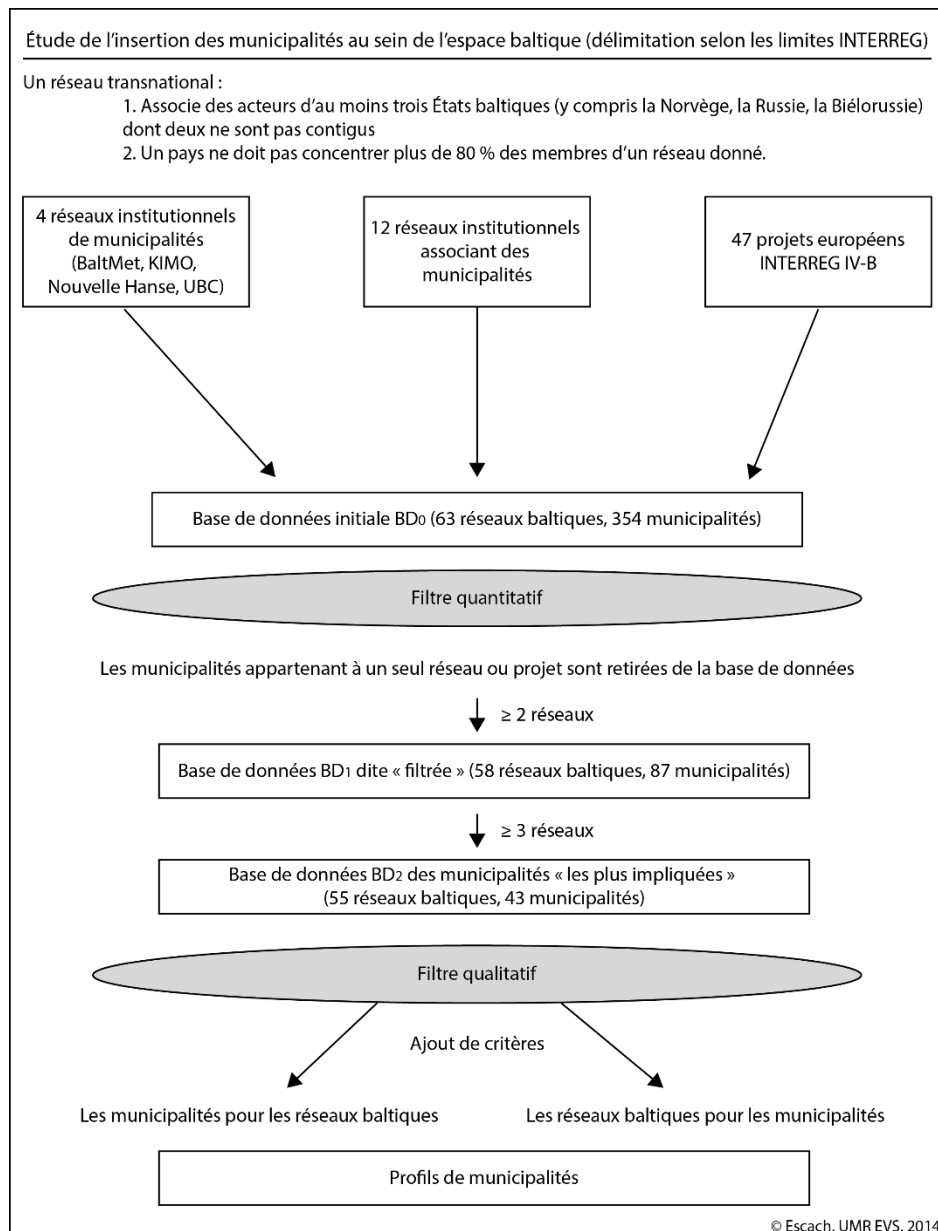 Étude de l'insertion des municipalités au sein de l'espace baltique (délimitation selon les limites INTERREG)
Un réseau transnational :
1. Associe des acteurs d'au moins trois États baltiques (y compris la Norvège, la Russie, la Biélorussie)
dont deux ne sont pas contigus
2. Un pays ne doit pas concentrer plus de 80 % des membres d'un réseau donné.
4 réseaux institutionnels
de municipalités
(BaltMet, KIMO,
Nouvelle Hanse, UBC)
12 réseaux institutionnels
associant des
municipalités
47 projets européens
INTERREG IV-B
Base de données initiale BD0 (63 réseaux baltiques, 354 municipalités)
Filtre quantitatif
Les municipalités appartenant à un seul réseau ou projet sont retirées de la base de données
≥ 2 réseaux
Base de données BD1 dite « filtrée » (58 réseaux baltiques, 87 municipalités)
≥ 3 réseaux
Base de données BD2 des municipalités « les plus impliquées »
(55 réseaux baltiques, 43 municipalités)
Filtre qualitatif
Ajout de critères
Les municipalités pour les réseaux baltiques
Les réseaux baltiques pour les municipalités
Profils de municipalités
© Escach, UMR EVS, 2014